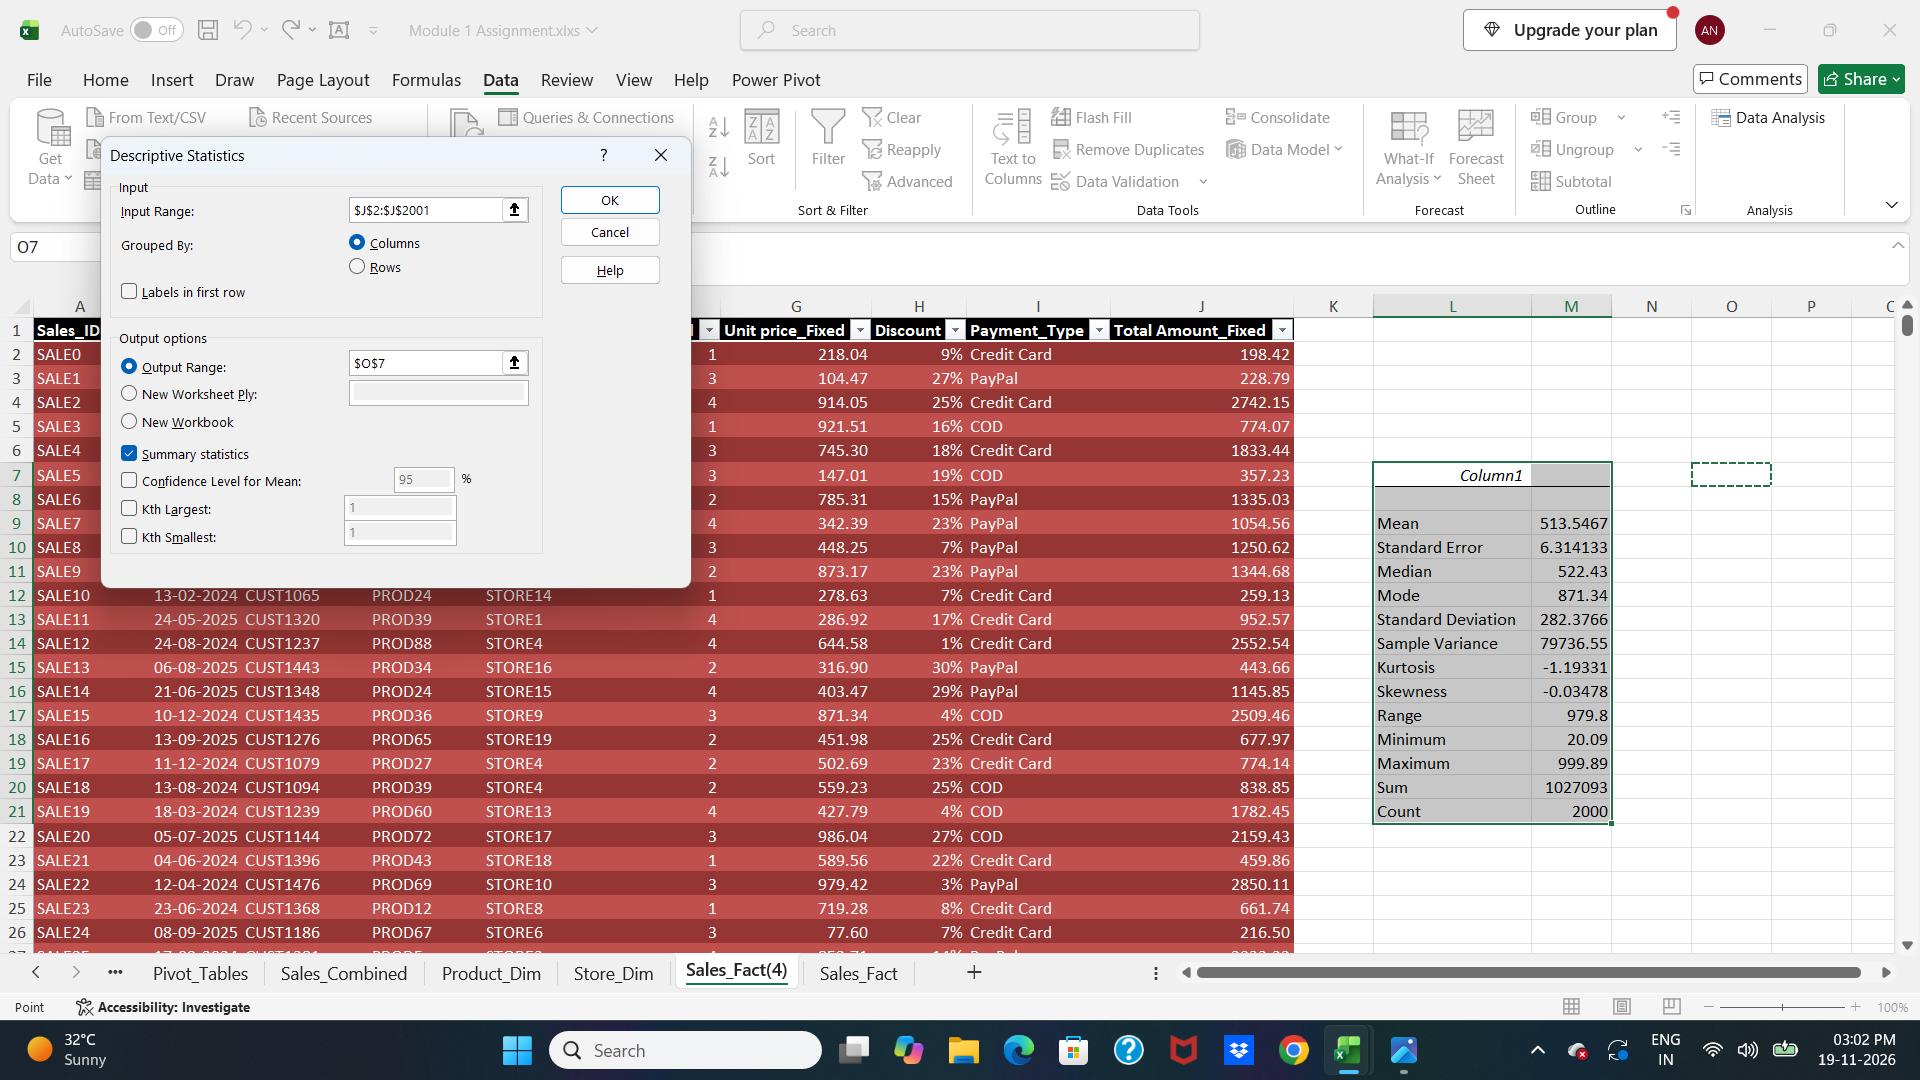 AutoSave Off Module 1 Assignment.xlxs Search Upgrade your plan AN
File Home Insert Draw Page Layout Formulas Data Review View Help Power Pivot Comments Share
Get Data From Text/CSV Recent Sources Queries & Connections Sort Filter Clear Reapply Advanced Text to Columns Flash Fill Remove Duplicates Data Validation Consolidate Data Model What-If Analysis Forecast Sheet Group Ungroup Subtotal Data Analysis
Sort & Filter Data Tools Forecast Outline Analysis
O7
Descriptive Statistics ?
Input
Input Range: $J$2:$J$2001 OK
Grouped By: Columns Cancel
Rows Help
Labels in first row
Output options
Output Range: $O$7
New Worksheet Ply:
New Workbook
Summary statistics
Confidence Level for Mean: 95 %
Kth Largest: 1
Kth Smallest: 1
A G H I J K L M N O P
1 Sales_ID Unit price_Fixed Discount Payment_Type Total Amount_Fixed
2 SALE0 1 218.04 9% Credit Card 198.42
3 SALE1 3 104.47 27% PayPal 228.79
4 SALE2 4 914.05 25% Credit Card 2742.15
5 SALE3 1 921.51 16% COD 774.07
6 SALE4 3 745.30 18% Credit Card 1833.44
7 SALE5 3 147.01 19% COD 357.23 Column1
8 SALE6 2 785.31 15% PayPal 1335.03
9 SALE7 4 342.39 23% PayPal 1054.56 Mean 513.5467
10 SALE8 3 448.25 7% PayPal 1250.62 Standard Error 6.314133
11 SALE9 2 873.17 23% PayPal 1344.68 Median 522.43
12 SALE10 13-02-2024 CUST1065 PROD24 STORE14 1 278.63 7% Credit Card 259.13 Mode 871.34
13 SALE11 24-05-2025 CUST1320 PROD39 STORE1 4 286.92 17% Credit Card 952.57 Standard Deviation 282.3766
14 SALE12 24-08-2024 CUST1237 PROD88 STORE4 4 644.58 1% Credit Card 2552.54 Sample Variance 79736.55
15 SALE13 06-08-2025 CUST1443 PROD34 STORE16 2 316.90 30% PayPal 443.66 Kurtosis -1.19331
16 SALE14 21-06-2025 CUST1348 PROD24 STORE15 4 403.47 29% PayPal 1145.85 Skewness -0.03478
17 SALE15 10-12-2024 CUST1435 PROD36 STORE9 3 871.34 4% COD 2509.46 Range 979.8
18 SALE16 13-09-2025 CUST1276 PROD65 STORE19 2 451.98 25% Credit Card 677.97 Minimum 20.09
19 SALE17 11-12-2024 CUST1079 PROD27 STORE4 2 502.69 23% Credit Card 774.14 Maximum 999.89
20 SALE18 13-08-2024 CUST1094 PROD39 STORE4 2 559.23 25% COD 838.85 Sum 1027093
21 SALE19 18-03-2024 CUST1239 PROD60 STORE13 4 427.79 4% COD 1782.45 Count 2000
22 SALE20 05-07-2025 CUST1144 PROD72 STORE17 3 986.04 27% COD 2159.43
23 SALE21 04-06-2024 CUST1396 PROD43 STORE18 1 589.56 22% Credit Card 459.86
24 SALE22 12-04-2024 CUST1476 PROD69 STORE10 3 979.42 3% PayPal 2850.11
25 SALE23 23-06-2024 CUST1368 PROD12 STORE8 1 719.28 8% Credit Card 661.74
26 SALE24 08-09-2025 CUST1186 PROD67 STORE6 3 77.60 7% Credit Card 216.50
Pivot_Tables Sales_Combined Product_Dim Store_Dim Sales_Fact(4) Sales_Fact
Point Accessibility: Investigate 100%
32°C
Sunny
Search
ENG
IN
03:02 PM
19-11-2026